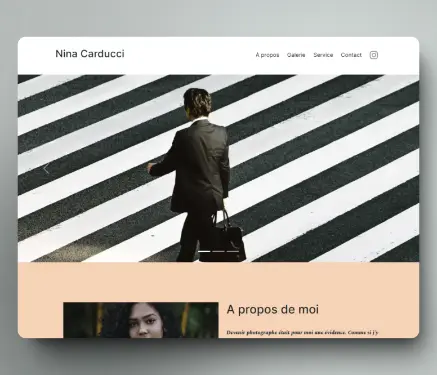 Nina Carducci
À propos
Galerie
Service
Contact
A propos de moi
Devenir photographe était pour moi une évidence. Comme si j'y